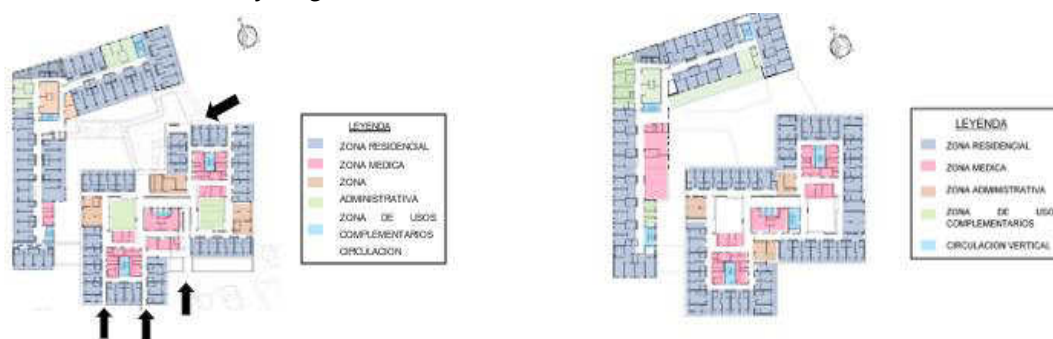 LEYENDA
ZONA RESIDENCIAL
ZONA MEDICA
ZONA
ADMINISTRATIVA
ZONA DE USOS
COMPLEMENTARIOS
CIRCULACION
LEYENDA
ZONA RESIDENCIAL
ZONA MEDICA
ZONA ADMINISTRATIVA
ZONA DE USOS
COMPLEMENTARIOS
CIRCULACION VERTICAL